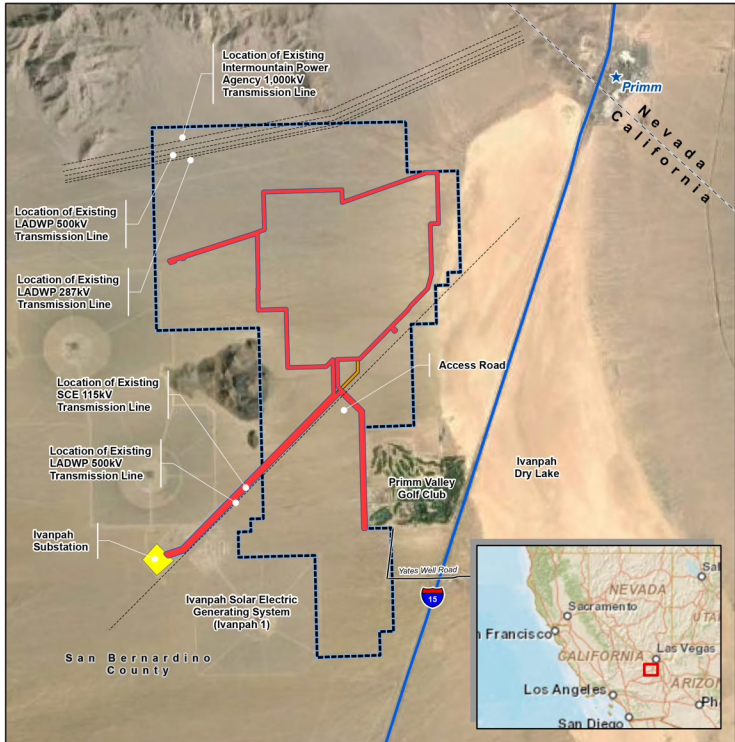 Location of Existing
Intermountain Power
Agency 1,000kV
Transmission Line
Primm
Nevada
California
Location of Existing
LADWP 500kV
Transmission Line
Location of Existing
LADWP 287kV
Transmission Line
Location of Existing
SCE 115kV
Transmission Line
Access Road
Location of Existing
LADWP 500kV
Transmission Line
Primm Valley
Golf Club
Ivanpah
Dry Lake
Ivanpah
Substation
Yates Well Road
15
Ivanpah Solar Electric
Generating System
(Ivanpah 1)
San Bernardino
County
NEVADA
Sal
Sacramento
UTA
n Francisco
CALIFORNIA
Las Vegas
ARIZON
Los Angeles
Ph
San Diego